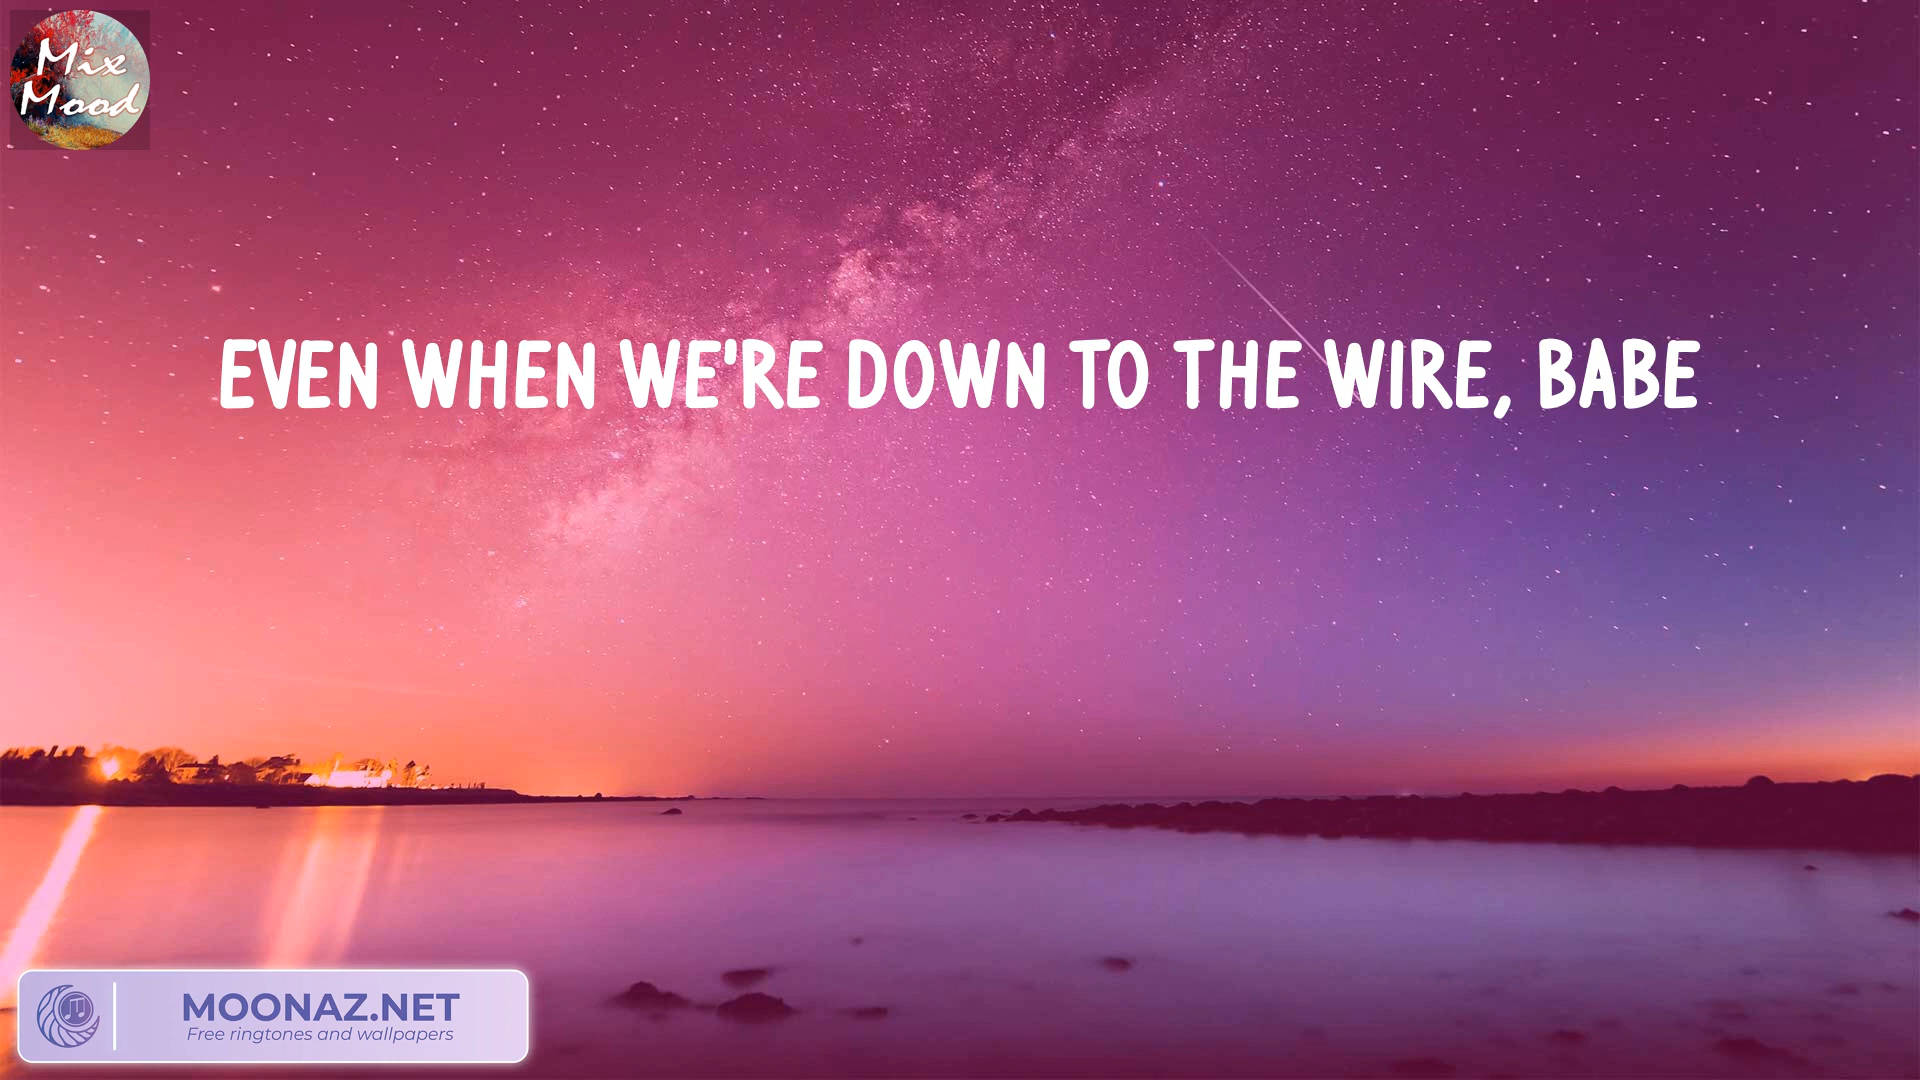 Mix
Mood
EVEN WHEN WE'RE DOWN TO THE WIRE, BABE
MOONAZ.NET
Free ringtones and wallpapers